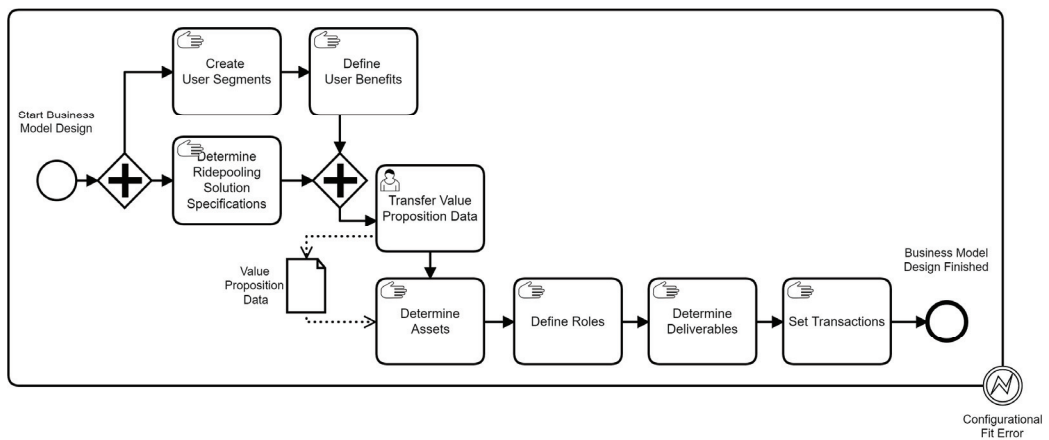 Start Business
Model Design
Create
User Segments
Define
User Benefits
Determine
Ridepooling
Solution
Specifications
Transfer Value
Proposition Data
Value
Proposition
Data
Determine
Assets
Define Roles
Determine
Deliverables
Set Transactions
Business Model
Design Finished
Configurational
Fit Error